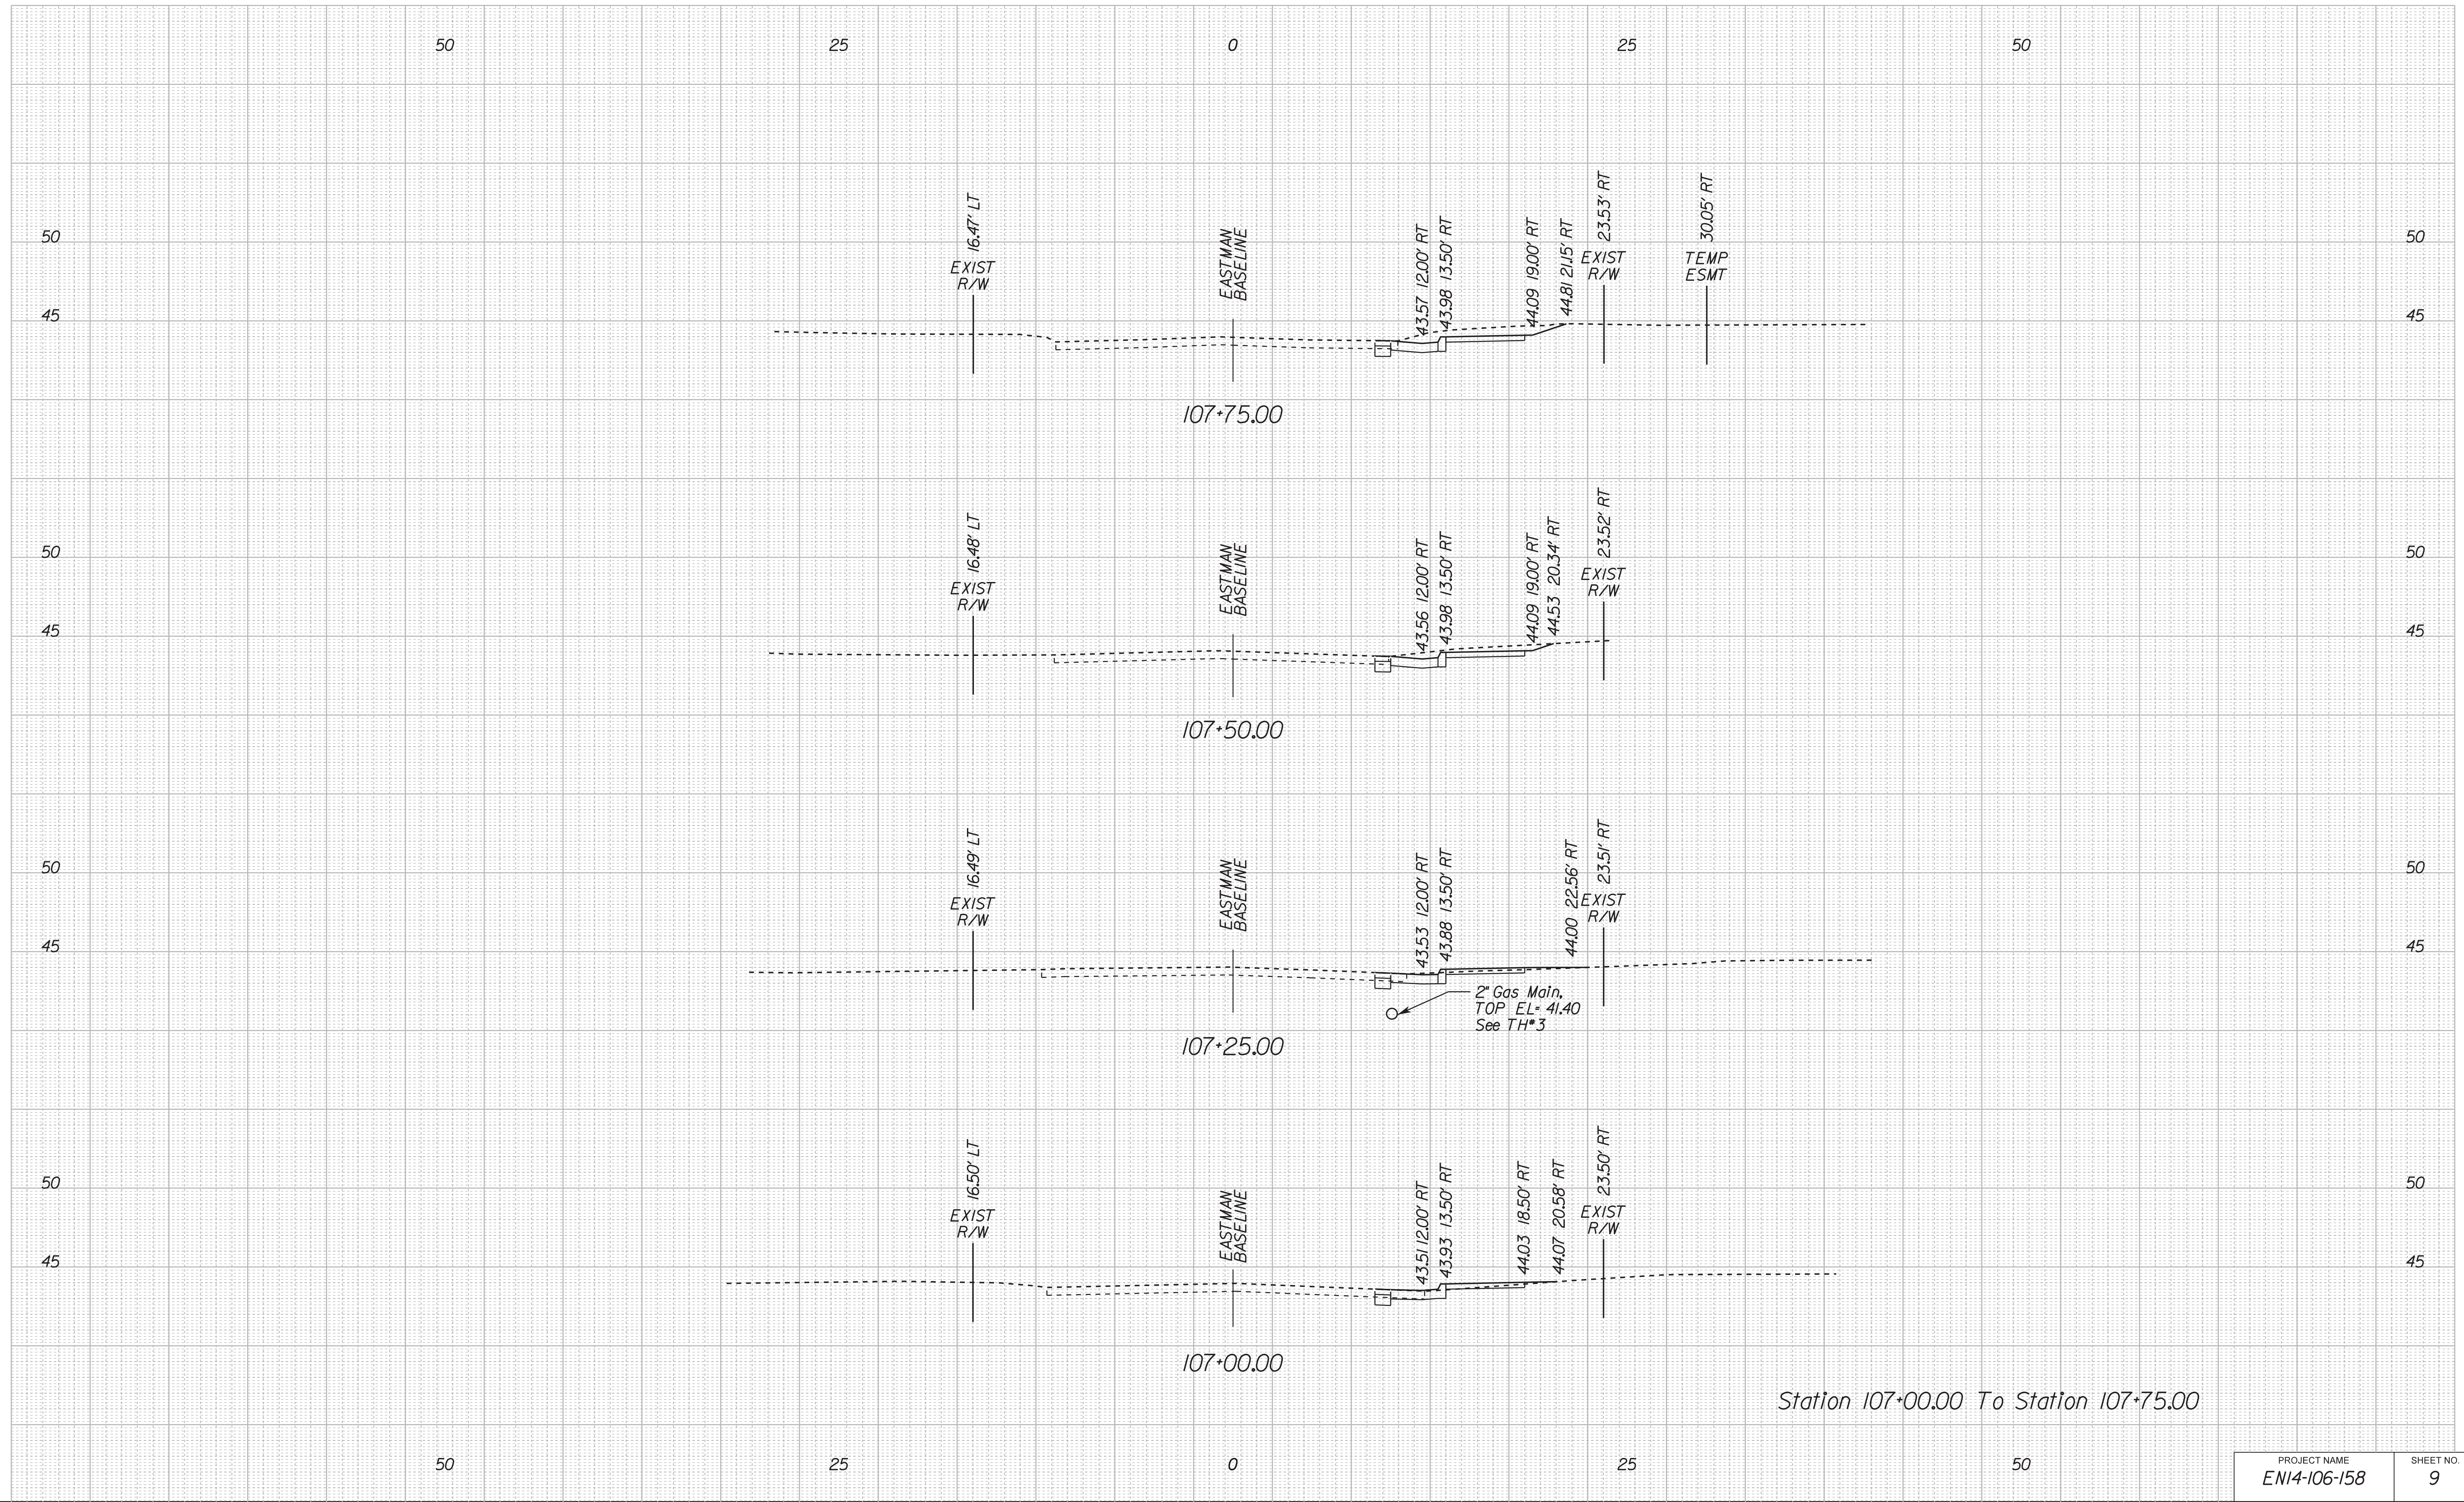 50 25 0 25 50
16.47' LT
EXIST
R/W
EASTMAN
BASELINE
43.57 12.00' RT
43.98 13.50' RT
44.09 19.00' RT
44.81 21.15' RT
23.53' RT
EXIST
R/W
30.05' RT
TEMP
ESMT
50 50
45 45
107+75.00
16.48' LT
EXIST
R/W
EASTMAN
BASELINE
43.56 12.00' RT
43.98 13.50' RT
44.09 19.00' RT
44.53 20.34' RT
23.52' RT
EXIST
R/W
50 50
45 45
107+50.00
16.49' LT
EXIST
R/W
EASTMAN
BASELINE
43.53 12.00' RT
43.88 13.50' RT
44.00 22.56' RT
23.51' RT
EXIST
R/W
50 50
45 45
2" Gas Main,
TOP EL= 41.40
See TH#3
107+25.00
16.50' LT
EXIST
R/W
EASTMAN
BASELINE
43.51 12.00' RT
43.93 13.50' RT
44.03 18.50' RT
44.07 20.58' RT
23.50' RT
EXIST
R/W
50 50
45 45
107+00.00
Station 107+00.00 To Station 107+75.00
50 25 0 25 50
PROJECT NAME
EN14-106-158
SHEET NO.
9